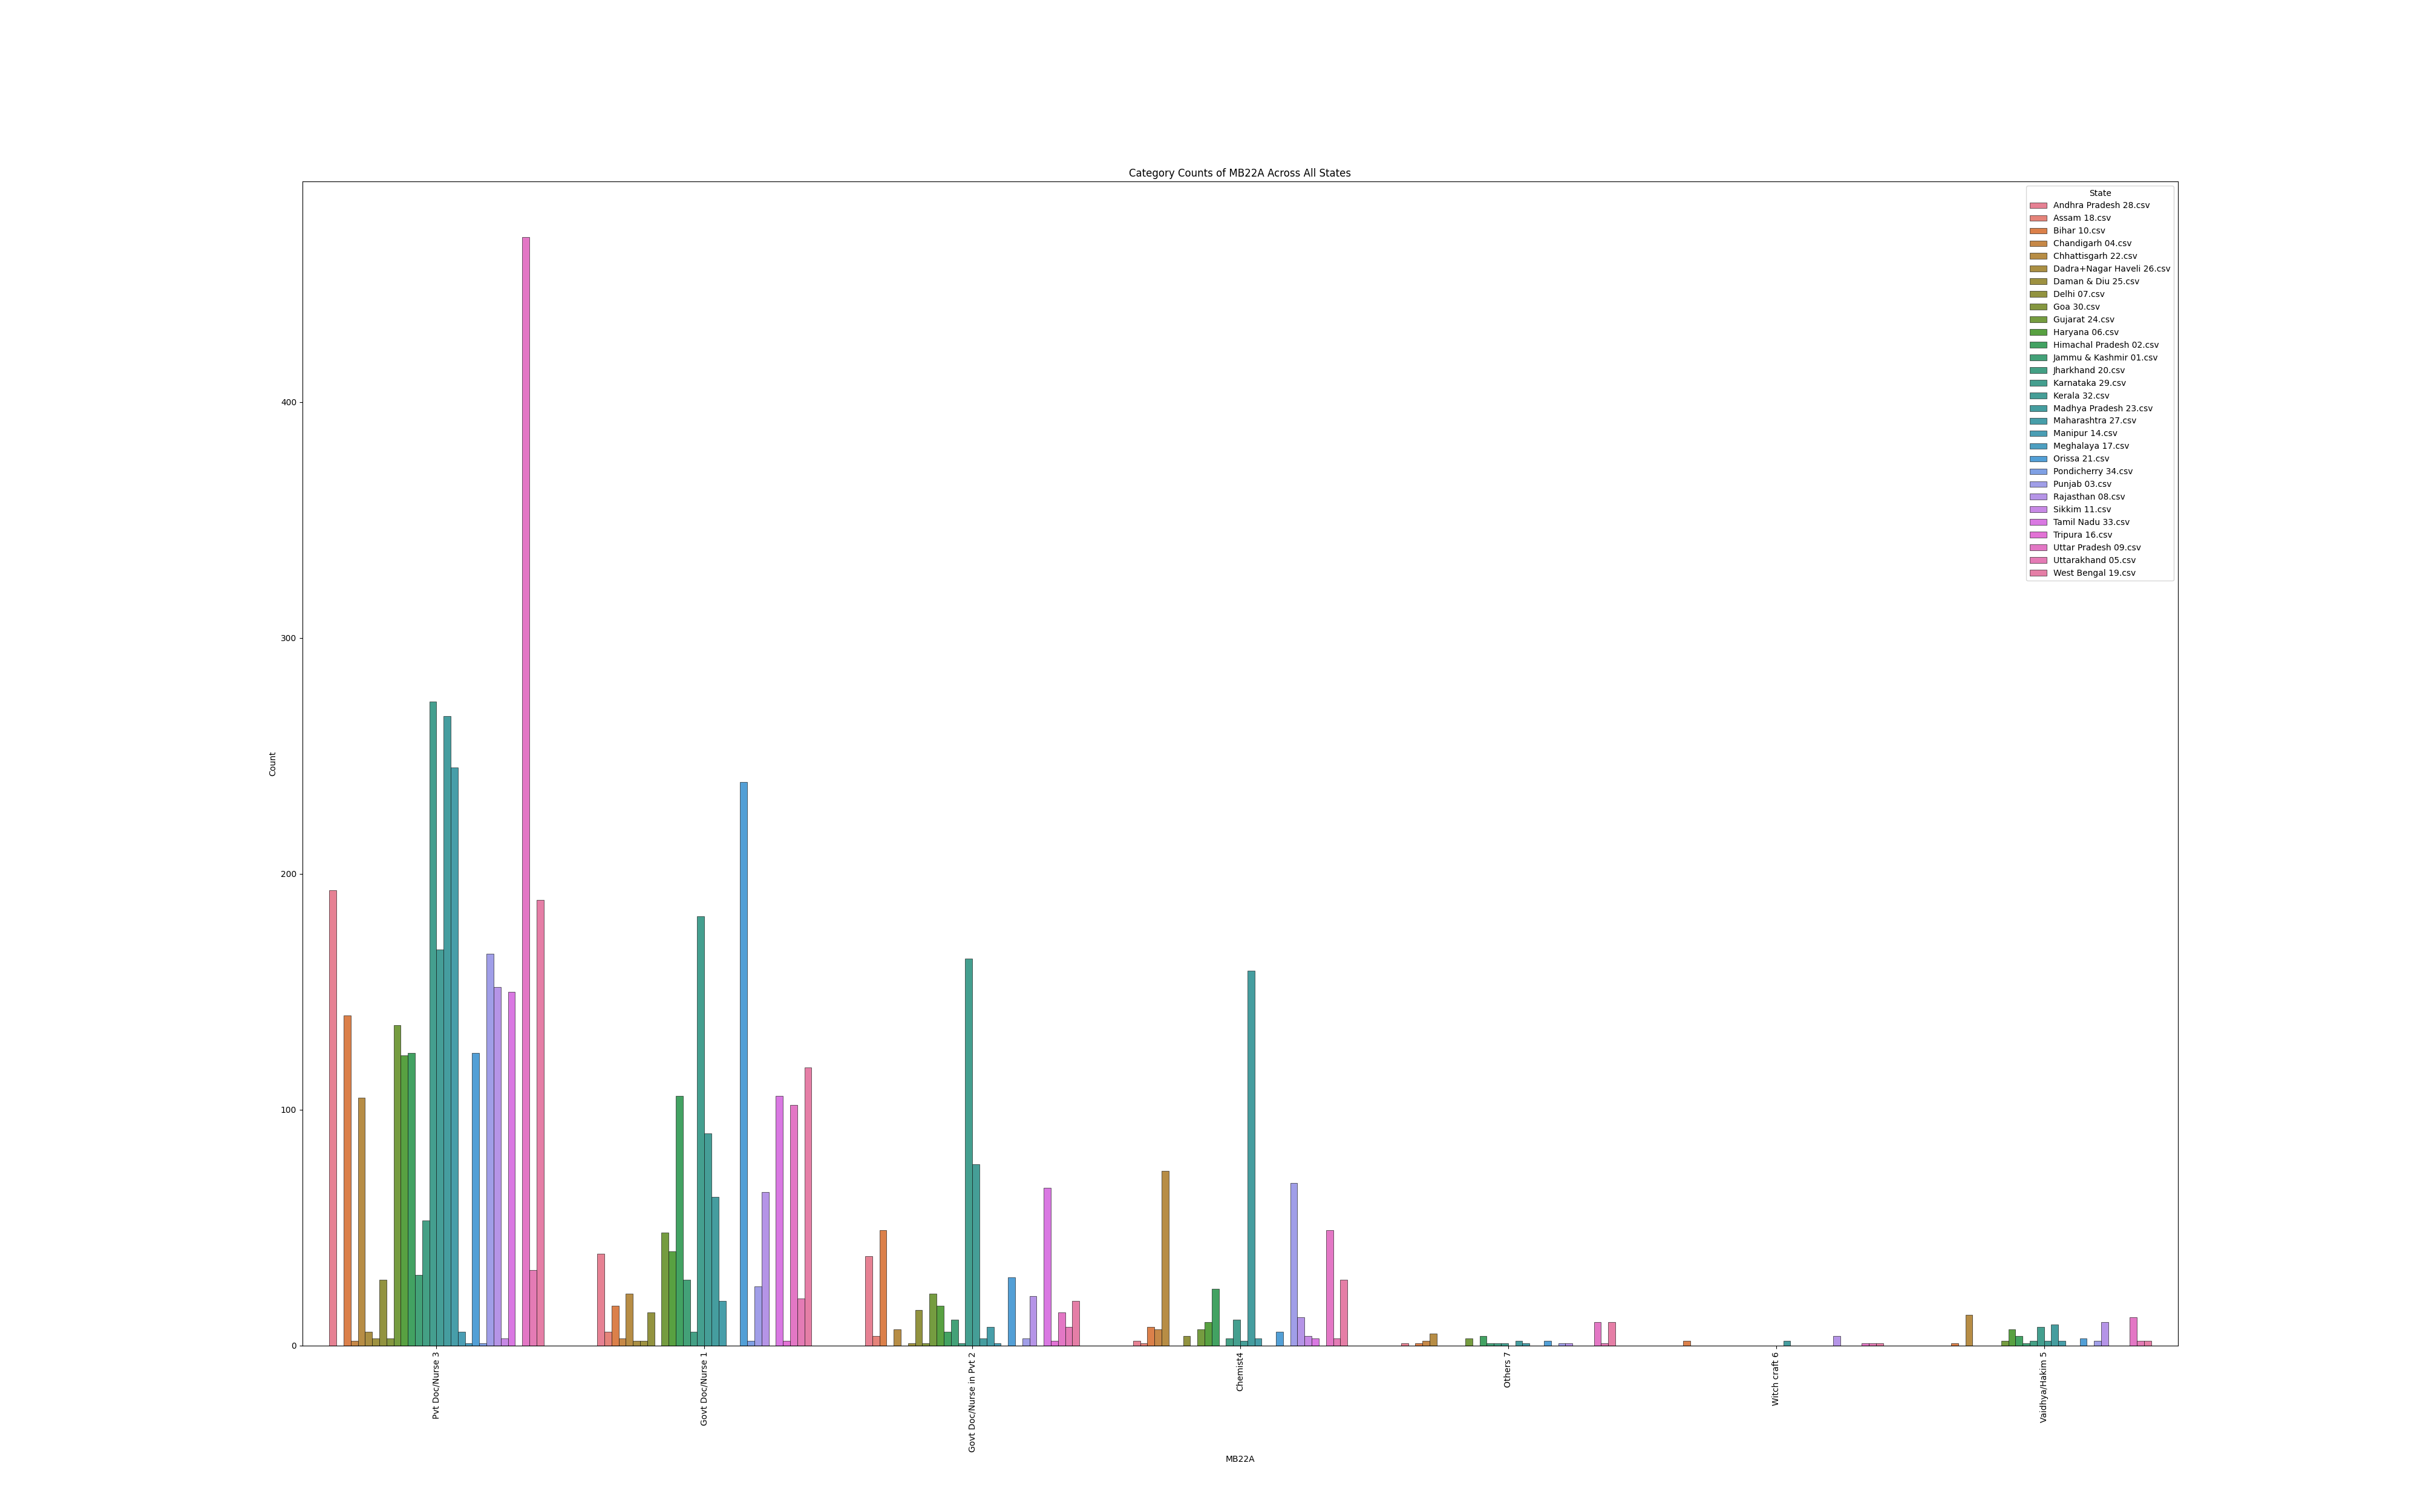 Category Counts of MB22A Across All States
State
Andhra Pradesh 28.csv
Assam 18.csv
Bihar 10.csv
Chandigarh 04.csv
Chhattisgarh 22.csv
Dadra+Nagar Haveli 26.csv
Daman & Diu 25.csv
Delhi 07.csv
Goa 30.csv
Gujarat 24.csv
Haryana 06.csv
Himachal Pradesh 02.csv
Jammu & Kashmir 01.csv
Jharkhand 20.csv
Karnataka 29.csv
Kerala 32.csv
Madhya Pradesh 23.csv
Maharashtra 27.csv
Manipur 14.csv
Meghalaya 17.csv
Orissa 21.csv
Pondicherry 34.csv
Punjab 03.csv
Rajasthan 08.csv
Sikkim 11.csv
Tamil Nadu 33.csv
Tripura 16.csv
Uttar Pradesh 09.csv
Uttarakhand 05.csv
West Bengal 19.csv
400
300
200
100
0
Count
Pvt Doc/Nurse 3
Govt Doc/Nurse 1
Govt Doc/Nurse in Pvt 2
Chemist4
Others 7
Witch craft 6
Vaidhya/Hakim 5
MB22A